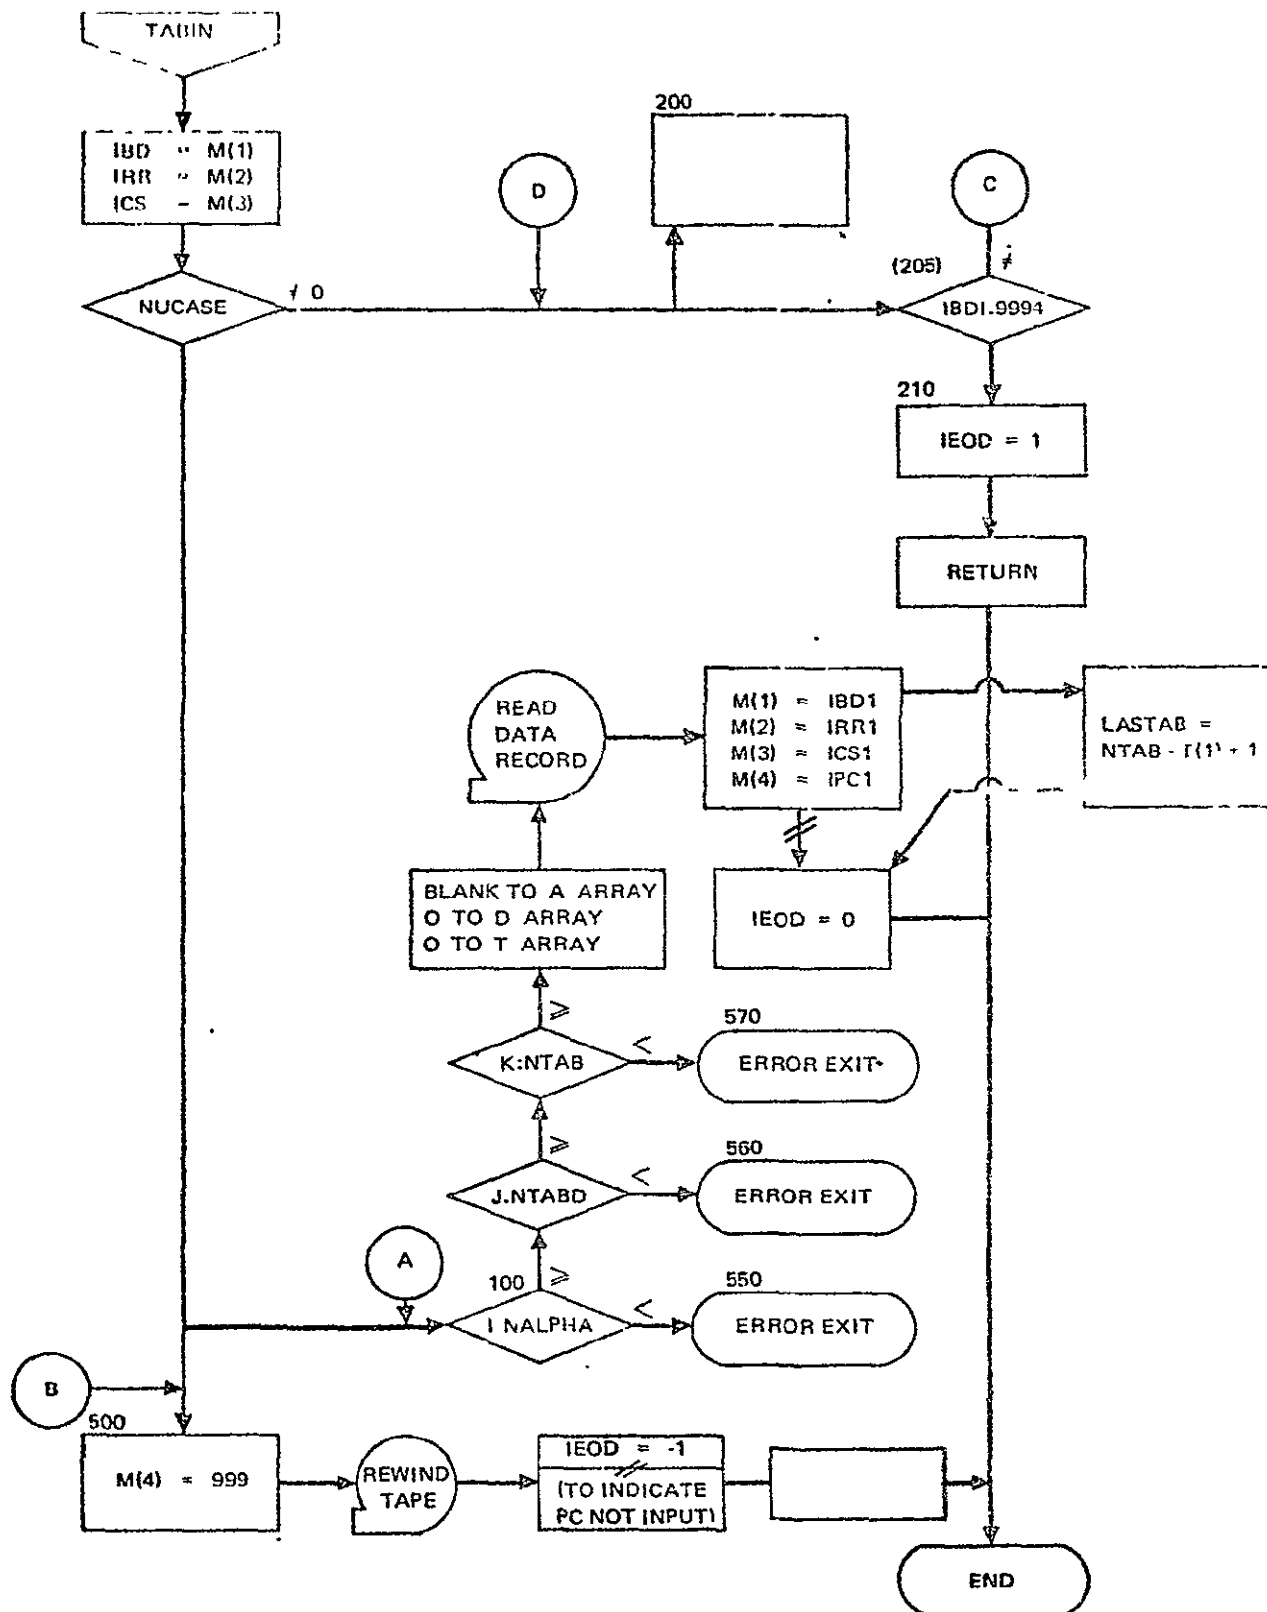 TABIN
IBD = M(1)
IRR = M(2)
ICS = M(3)
NUCASE
≠ 0
D
200
C
(205)
≠
IBD1.9994
210
IEOD = 1
RETURN
READ
DATA
RECORD
M(1) = IBD1
M(2) = IRR1
M(3) = ICS1
M(4) = IPC1
LASTAB =
NTAB - T(1) + 1
BLANK TO A ARRAY
O TO D ARRAY
O TO T ARRAY
IEOD = 0
≥
K:NTAB
<
570
ERROR EXIT
≥
J.NTABD
<
560
ERROR EXIT
A
≥
100
I NALPHA
<
550
ERROR EXIT
B
500
M(4) = 999
REWIND
TAPE
IEOD = -1
(TO INDICATE
PC NOT INPUT)
END